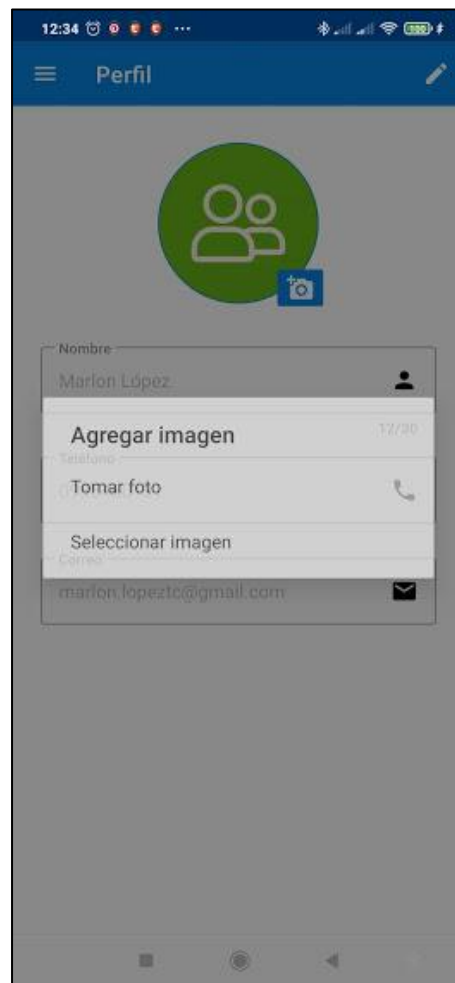 12:34
100
Perfil
Nombre
Marlon López
12/30
Agregar imagen
Teléfono
Tomar foto
Seleccionar imagen
Correo
marlon.lopeztc@gmail.com